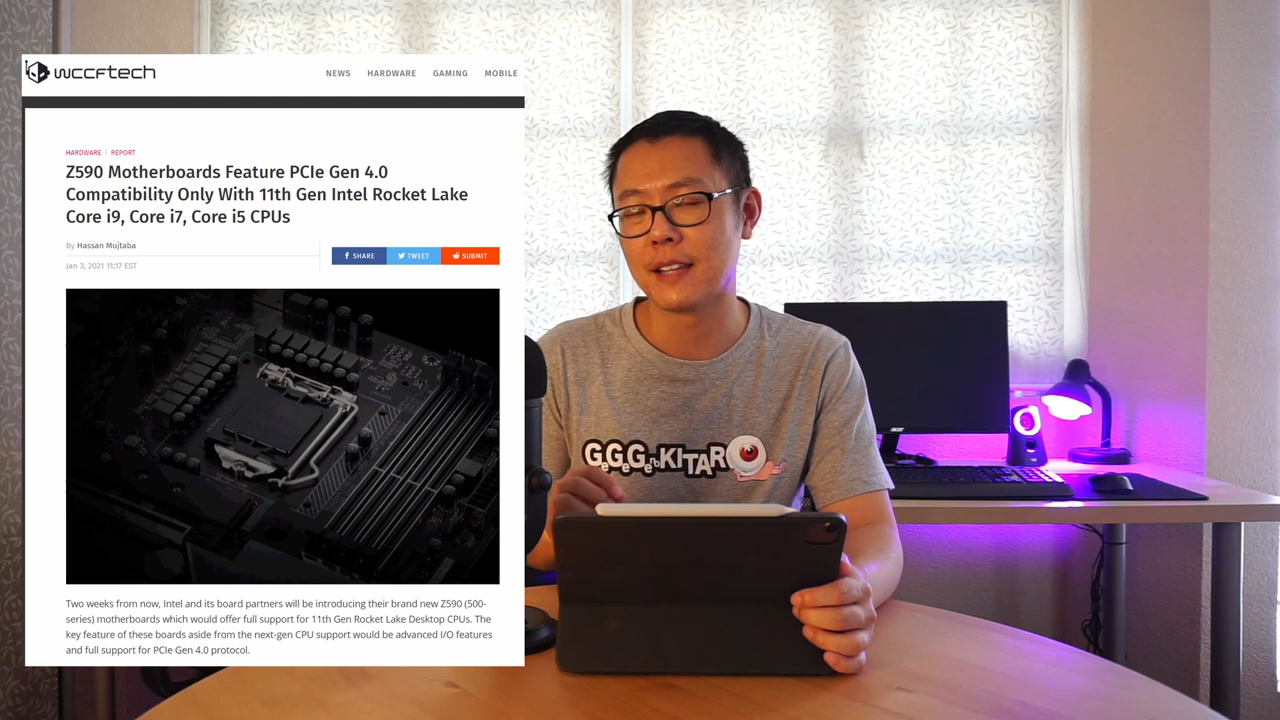 wccftech
NEWS HARDWARE GAMING MOBILE
HARDWARE REPORT
Z590 Motherboards Feature PCIe Gen 4.0
Compatibility Only With 11th Gen Intel Rocket Lake
Core i9, Core i7, Core i5 CPUs
By Hassan Mujtaba
Jan 3, 2021 11:17 EST
SHARE TWEET SUBMIT
Two weeks from now, Intel and its board partners will be introducing their brand new Z590 (500-
series) motherboards which would offer full support for 11th Gen Rocket Lake Desktop CPUs. The
key feature of these boards aside from the next-gen CPU support would be advanced I/O features
and full support for PCIe Gen 4.0 protocol.
GeGeGenoKITARO
acer